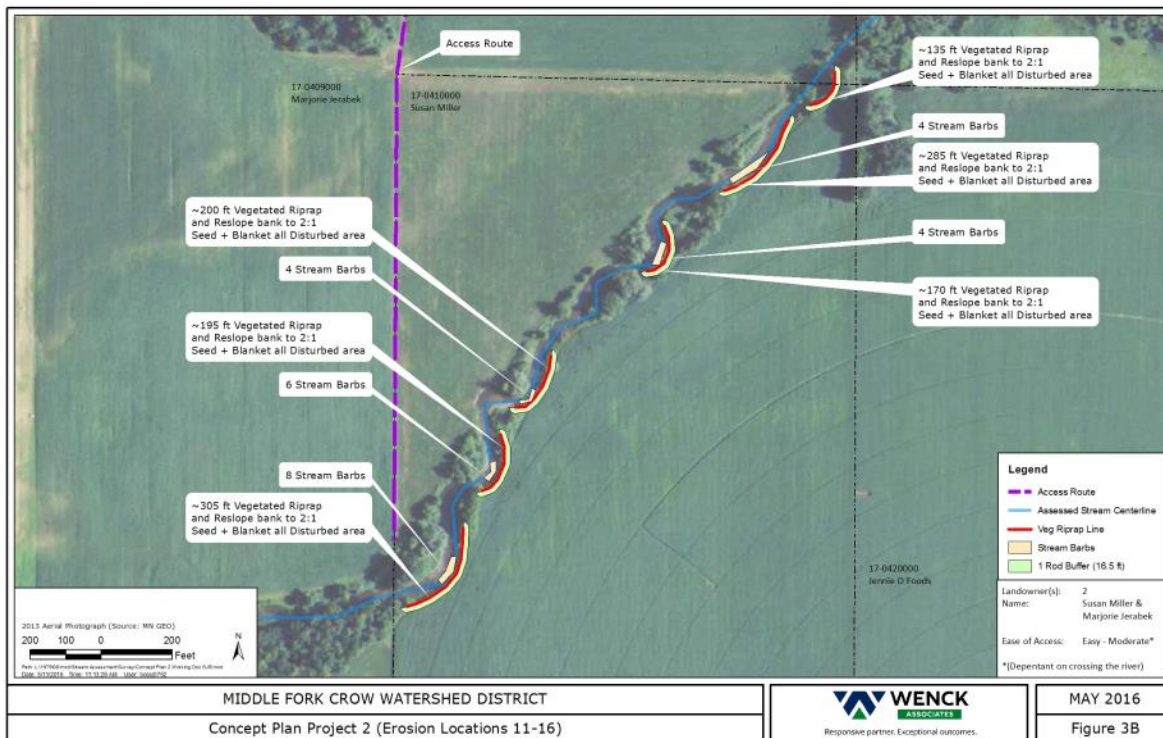 Access Route
17-0409000
Marjorie Jerabek
17-0410000
Susan Miller
~135 ft Vegetated Riprap
and Reslope bank to 2:1
Seed + Blanket all Disturbed area
4 Stream Barbs
~285 ft Vegetated Riprap
and Reslope bank to 2:1
Seed + Blanket all Disturbed area
~200 ft Vegetated Riprap
and Reslope bank to 2:1
Seed + Blanket all Disturbed area
4 Stream Barbs
4 Stream Barbs
~170 ft Vegetated Riprap
and Reslope bank to 2:1
Seed + Blanket all Disturbed area
~195 ft Vegetated Riprap
and Reslope bank to 2:1
Seed + Blanket all Disturbed area
6 Stream Barbs
8 Stream Barbs
~305 ft Vegetated Riprap
and Reslope bank to 2:1
Seed + Blanket all Disturbed area
Legend
Access Route
Assessed Stream Centerline
Veg Riprap Line
Stream Barbs
1 Rod Buffer (16.5 ft)
17-0420000
Jennie O Foods
Landowner(s): 2
Name: Susan Miller &
Marjorie Jerabek
Ease of Access: Easy - Moderate*
*(Dependant on crossing the river)
2013 Aerial Photograph (Source: MN GEO)
200 100 0 200
Feet
N
MIDDLE FORK CROW WATERSHED DISTRICT
Concept Plan Project 2 (Erosion Locations 11-16)
WENCK
ASSOCIATES
Responsive partner. Exceptional outcomes.
MAY 2016
Figure 3B